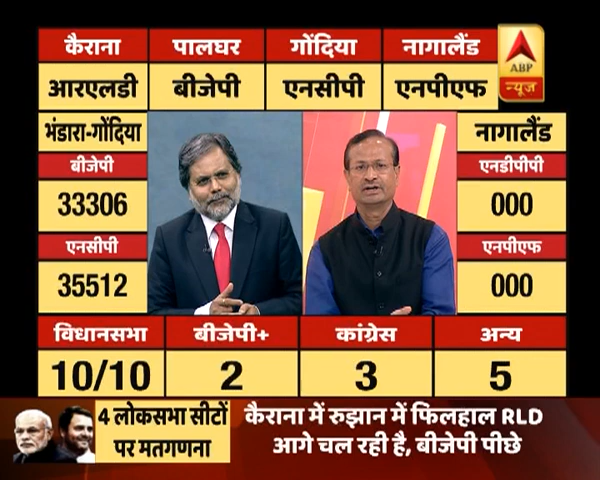 कैराना पालघर गोंदिया नागालैंड
ABP
न्यूज़
आरएलडी बीजेपी एनसीपी एनपीएफ
भंडारा-गोंदिया
बीजेपी
33306
एनसीपी
35512
नागालैंड
एनडीपीपी
000
एनपीएफ
000
विधानसभा बीजेपी+ कांग्रेस अन्य
10/10 2 3 5
4 लोकसभा सीटों
पर मतगणना
कैराना में रुझान में फिलहाल RLD
आगे चल रही है, बीजेपी पीछे